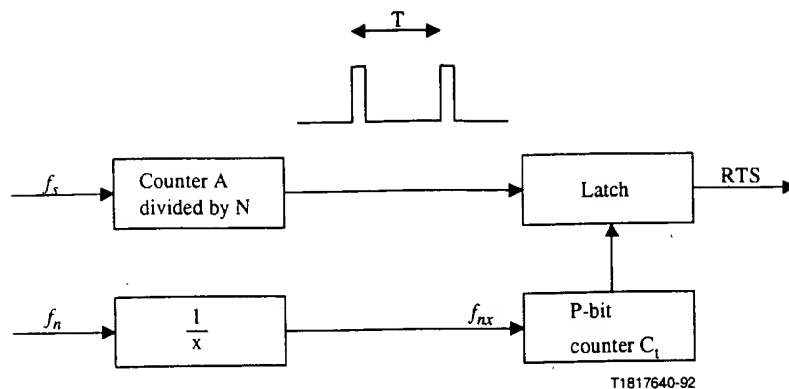 T
f_s
Counter A
divided by N
Latch
RTS
f_n
1
x
f_nx
P-bit
counter C_t
T1817640-92